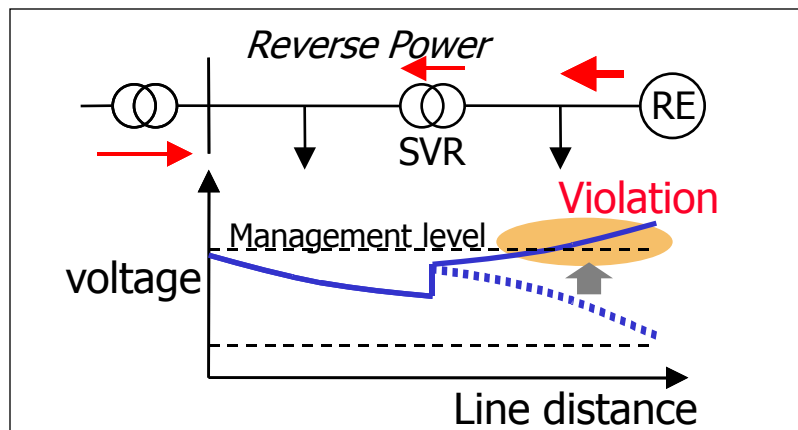 Reverse Power
RE
SVR
Violation
Management level
voltage
Line distance